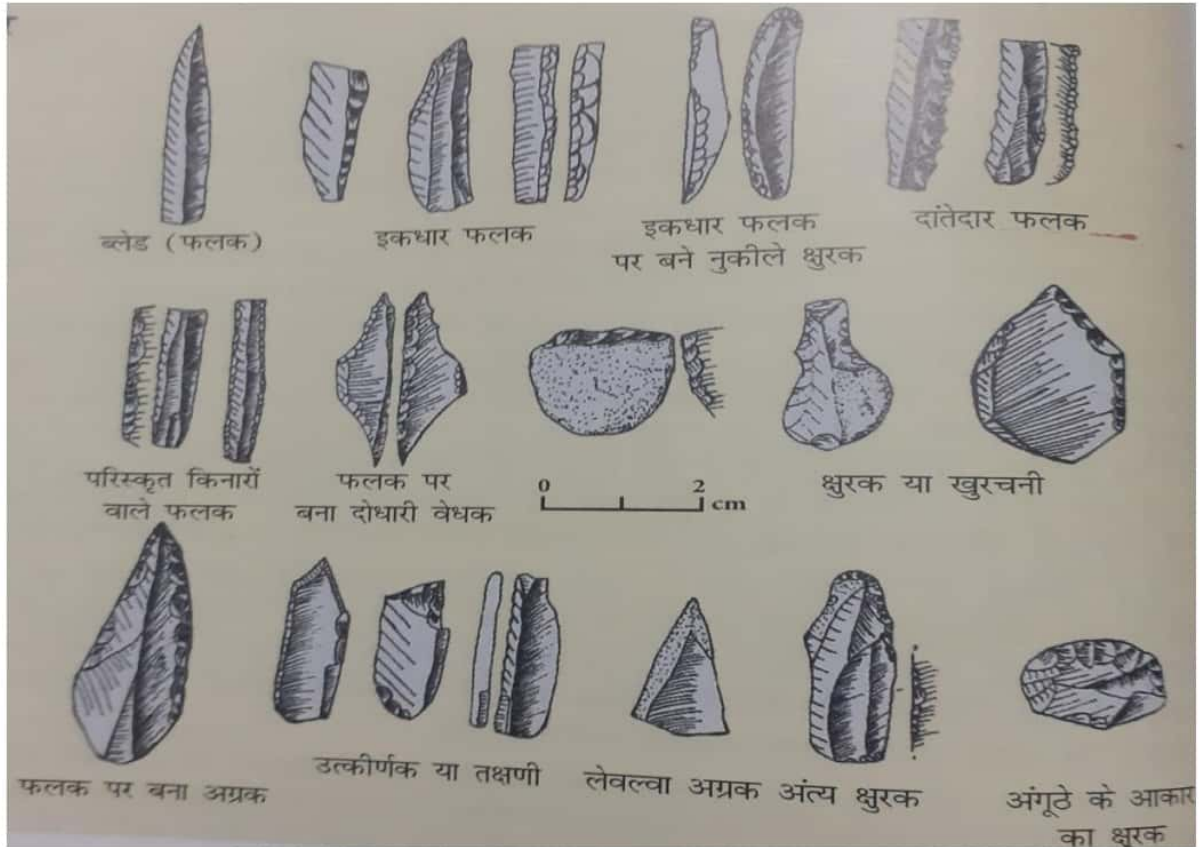 ब्लेड (फलक)
इकधार फलक
इकधार फलक
पर बने नुकीले क्षुरक
दांतेदार फलक
परिस्कृत किनारों
वाले फलक
फलक पर
बना दोधारी वेधक
0 2
cm
क्षुरक या खुरचनी
फलक पर बना अग्रक
उत्कीर्णक या तक्षणी
लेवल्वा अग्रक
अंत्य क्षुरक
अंगूठे के आकार
का क्षुरक